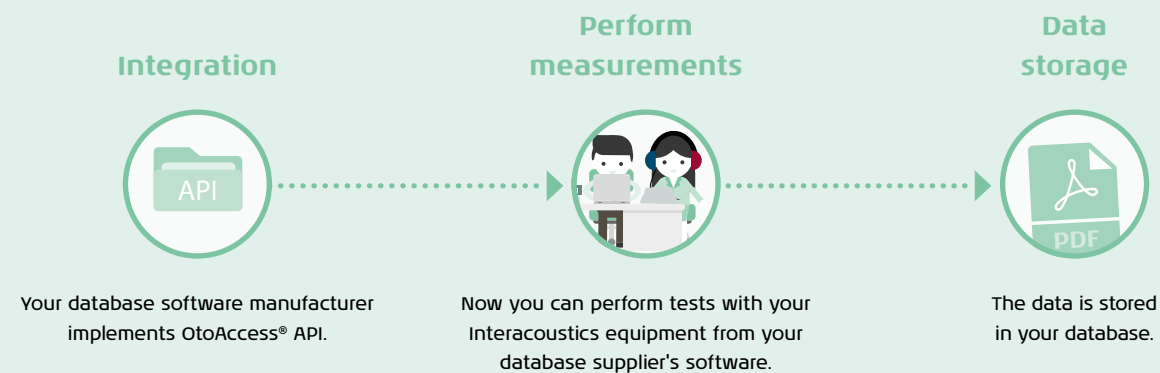 Integration
API
Your database software manufacturer
implements OtoAccess® API.
Perform
measurements
Now you can perform tests with your
Interacoustics equipment from your
database supplier's software.
Data
storage
PDF
The data is stored
in your database.